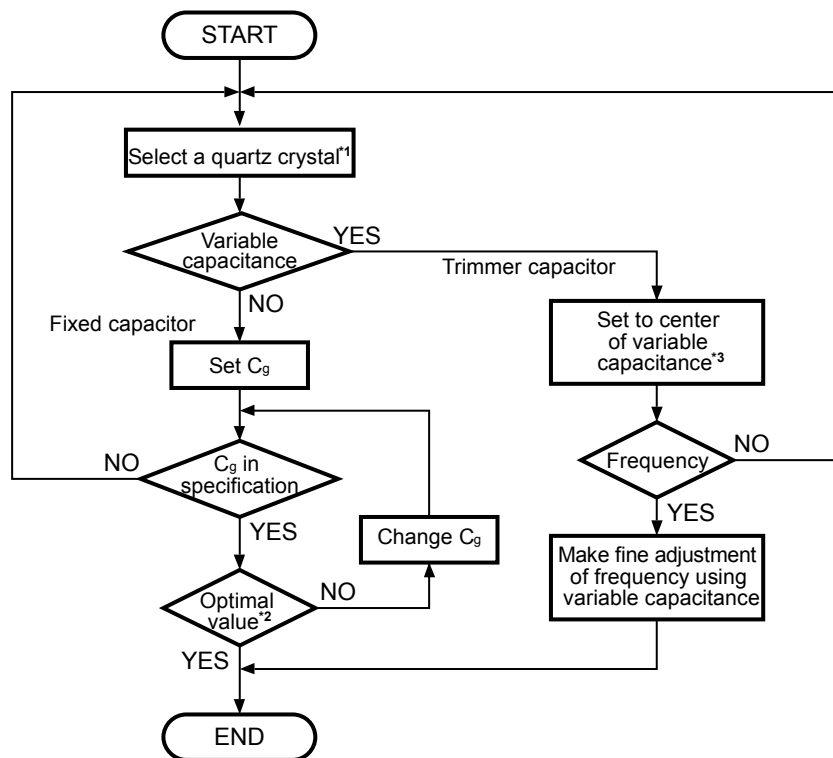 START
Select a quartz crystal*1
Variable
capacitance
YES
Trimmer capacitor
NO
Fixed capacitor
Set Cg
Set to center
of variable
capacitance*3
Cg in
specification
NO
YES
Change Cg
Frequency
NO
YES
Optimal
value*2
NO
YES
Make fine adjustment
of frequency using
variable capacitance
END